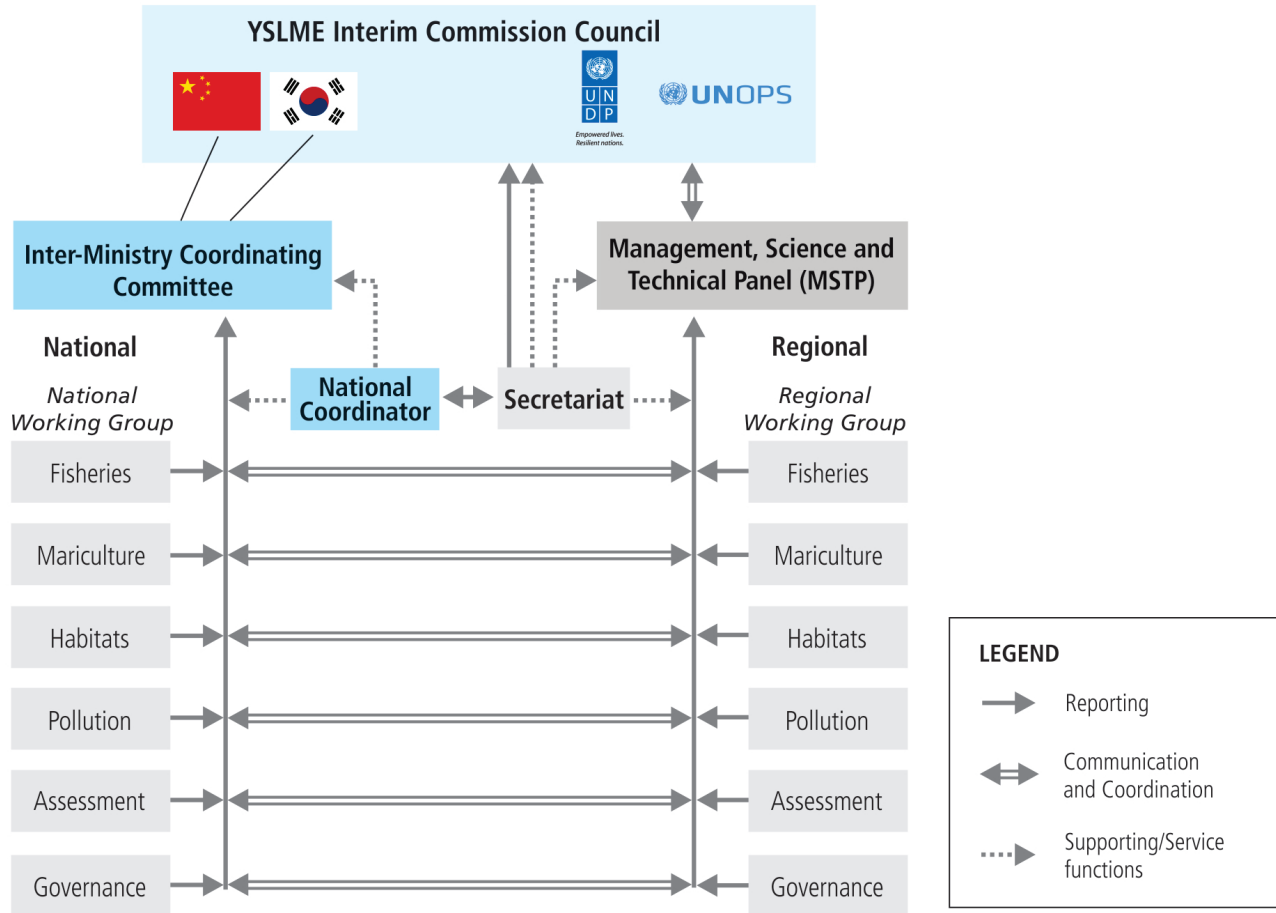 YSLME Interim Commission Council
UN
DP
Empowered lives.
Resilient nations.
UNOPS
Inter-Ministry Coordinating
Committee
Management, Science and
Technical Panel (MSTP)
National
Regional
National
Working Group
National
Coordinator
Secretariat
Regional
Working Group
Fisheries
Fisheries
Mariculture
Mariculture
Habitats
Habitats
Pollution
Pollution
Assessment
Assessment
Governance
Governance
LEGEND
Reporting
Communication
and Coordination
Supporting/Service
functions